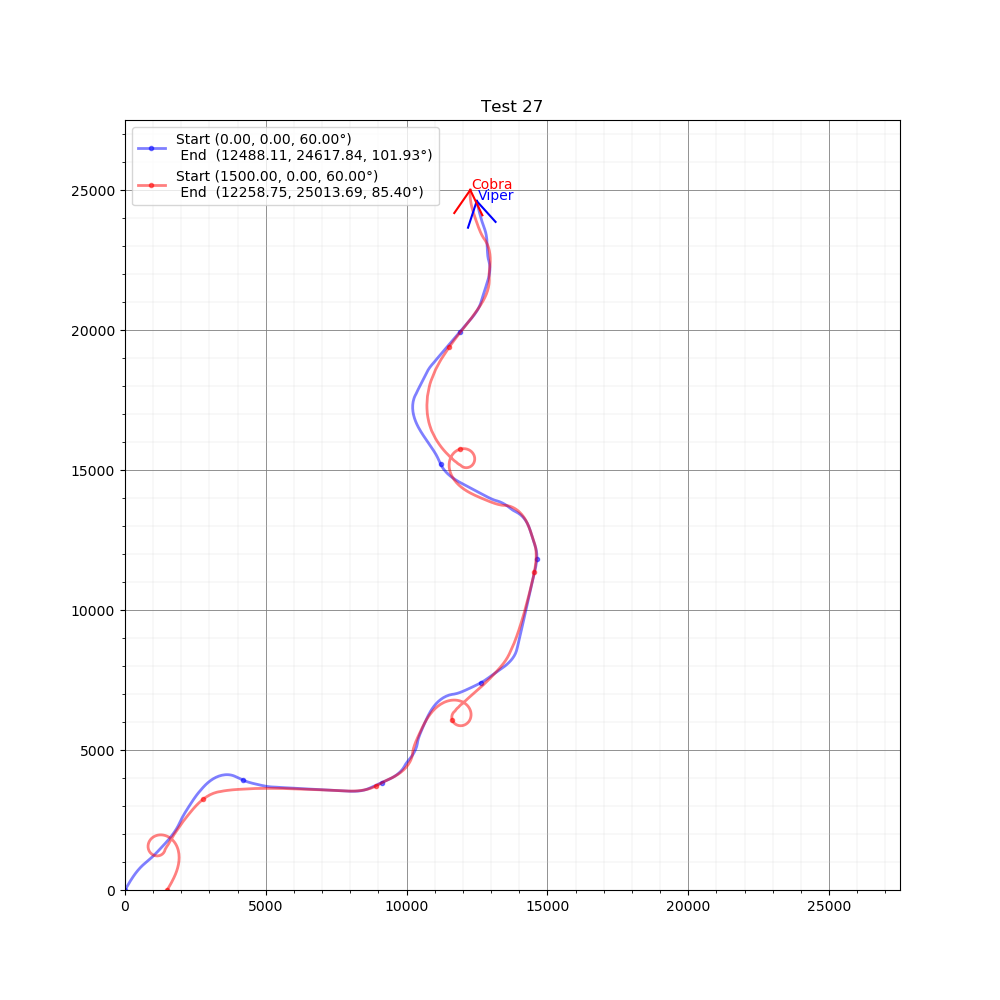 Test 27
Start (0.00, 0.00, 60.00°)
End  (12488.11, 24617.84, 101.93°)
Start (1500.00, 0.00, 60.00°)
End  (12258.75, 25013.69, 85.40°)
Cobra
Viper
25000
20000
15000
10000
5000
0
0 5000 10000 15000 20000 25000